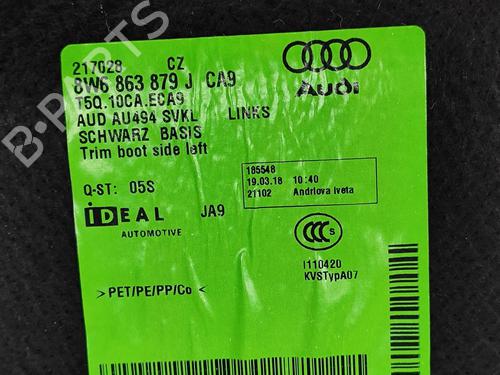 217028 CZ
8W6 863 879 J CA9
T5Q.10CA.ECA9
AUD AU494 SVKL LINKS
SCHWARZ BASIS
Trim boot side left
Audi
185548
19.03.18 10:40
21102 Andrlova Iveta
Q-ST: 05S
iDEAL JA9
AUTOMOTIVE
CCC S
I110420
KVSTypA07
>PET/PE/PP/Co<
B-PARTS